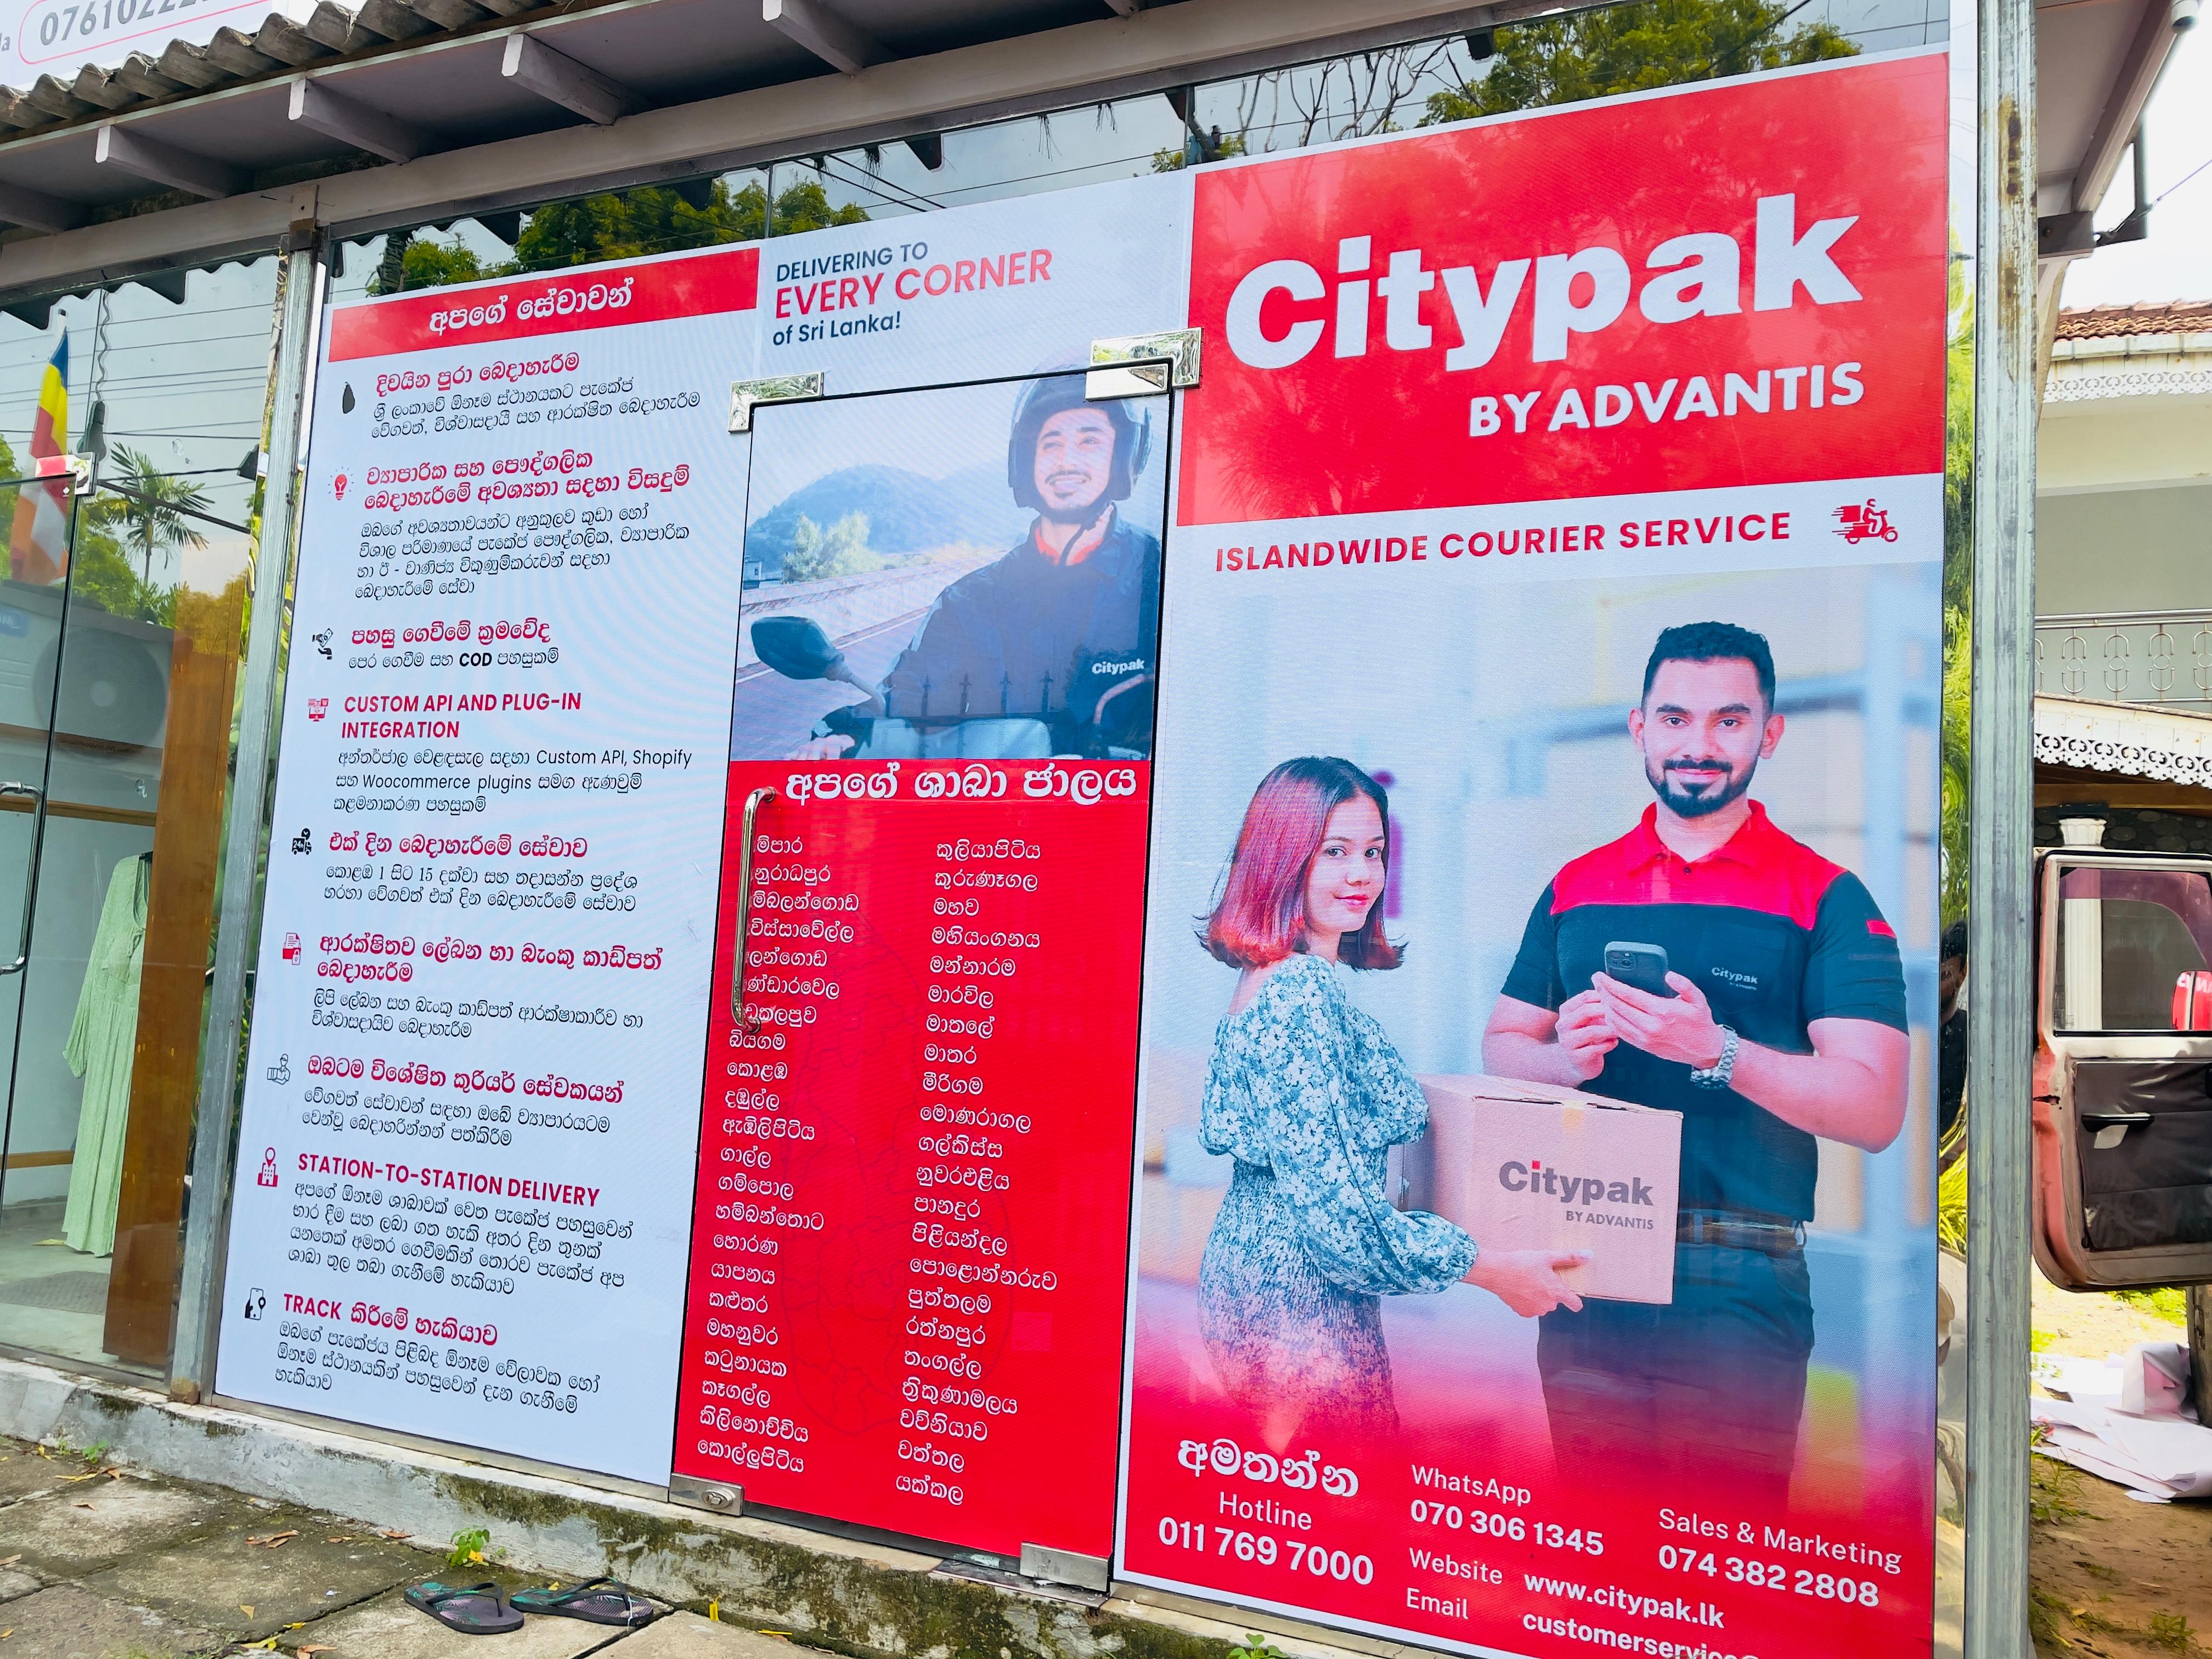 අපගේ සේවාවන්
දිවයින පුරා බෙදාහැරීම
ශ්‍රී ලංකාවේ ඕනෑම ස්ථානයකට පැකේජ
වේගවත්, විශ්වාසදායී සහ ආරක්ෂිත බෙදාහැරීම
ව්‍යාපාරික සහ පෞද්ගලික
බෙදාහැරීමේ අවශ්‍යතා සදහා විසදුම්
ඔබගේ අවශ්‍යතාවයන්ට අනුකූලව කුඩා හෝ
විශාල පරිමාණයේ පැකේජ පෞද්ගලික, ව්‍යාපාරික
හා ඊ - වාණිජ්‍ය විකුණුම්කරුවන් සදහා
බෙදාහැරීමේ සේවා
පහසු ගෙවීමේ ක්‍රමවේද
පෙර ගෙවීම් සහ COD පහසුකම්
CUSTOM API AND PLUG-IN
INTEGRATION
අන්තර්ජාල වෙළඳසැල සදහා Custom API, Shopify
සහ Woocommerce plugins සමග ඇණවුම්
කළමනාකරණ පහසුකම්
එක් දින බෙදාහැරීමේ සේවාව
කොළඹ 1 සිට 15 දක්වා සහ තදාසන්න ප්‍රදේශ
හරහා වේගවත් එක් දින බෙදාහැරීමේ සේවාව
ආරක්ෂිතව ලේඛන හා බැංකු කාඩ්පත්
බෙදාහැරීම
ලිපි ලේඛන සහ බැංකු කාඩ්පත් ආරක්ෂාකාරීව හා
විශ්වාසදායීව බෙදාහැරීම
ඔබටම විශේෂිත කුරියර් සේවකයන්
වේගවත් සේවාවන් සඳහා ඔබේ ව්‍යාපාරයටම
වෙන්වූ බෙදාහරින්නන් පත්කිරීම
STATION-TO-STATION DELIVERY
අපගේ ඕනෑම ශාඛාවක් වෙත පැකේජ පහසුවෙන්
භාර දීම සහ ලබා ගත හැකි අතර දින තුනක්
යනතෙක් අමතර ගෙවීමකින් තොරව පැකේජ අප
ශාඛා තුල තබා ගැනීමේ හැකියාව
TRACK කිරීමේ හැකියාව
ඔබගේ පැකේජය පිළිබඳ ඕනෑම වේලාවක හෝ
ඕනෑම ස්ථානයකින් පහසුවෙන් දැන ගැනීමේ
හැකියාව
DELIVERING TO
EVERY CORNER
of Sri Lanka!
Citypak
අපගේ ශාඛා ජාලය
බියගම
කොළඹ
දඹුල්ල
ඇඹිලිපිටිය
ගාල්ල
ගම්පොල
හම්බන්තොට
හොරණ
යාපනය
කළුතර
මහනුවර
කටුනායක
කෑගල්ල
කිලිනොච්චිය
කොල්ලුපිටිය
කුලියාපිටිය
කුරුණෑගල
මහව
මහියංගනය
මන්නාරම
මාරවිල
මාතලේ
මාතර
මීරිගම
මොණරාගල
ගල්කිස්ස
නුවරඑළිය
පානදුර
පිළියන්දල
පොළොන්නරුව
පුත්තලම
රත්නපුර
තංගල්ල
ත්‍රිකුණාමලය
වව්නියාව
වත්තල
යක්කල
Citypak
BY ADVANTIS
ISLANDWIDE COURIER SERVICE
Citypak
Citypak
BY ADVANTIS
අමතන්න
Hotline
011 769 7000
WhatsApp
070 306 1345
Sales & Marketing
074 382 2808
Website www.citypak.lk
Email